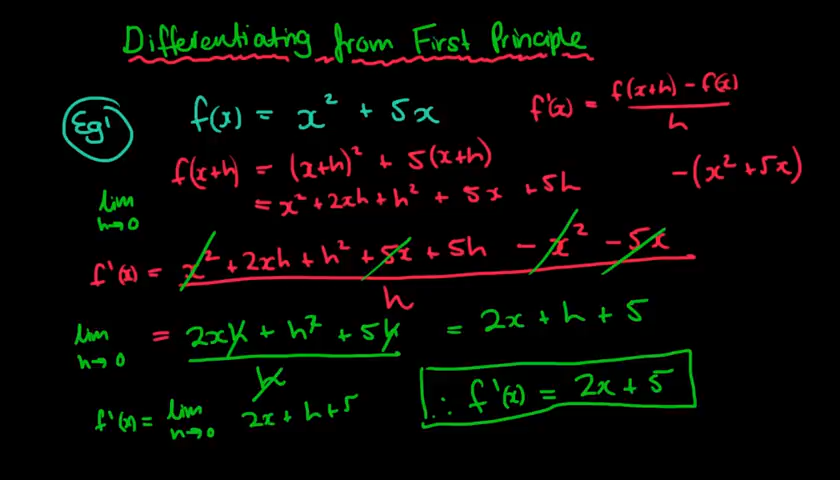 Differentiating from First Principle
Eg1
f(x) = x² + 5x
f'(x) = (f(x+h) - f(x))/h
f(x+h) = (x+h)² + 5(x+h)
- (x² + 5x)
= x² + 2xh + h² + 5x + 5h
lim h→0
f'(x) = (x² + 2xh + h² + 5x + 5h - x² - 5x)/h
lim h→0 = (2xh + h² + 5h)/h = 2x + h + 5
f'(x) = lim h→0 2x + h + 5
∴ f'(x) = 2x + 5